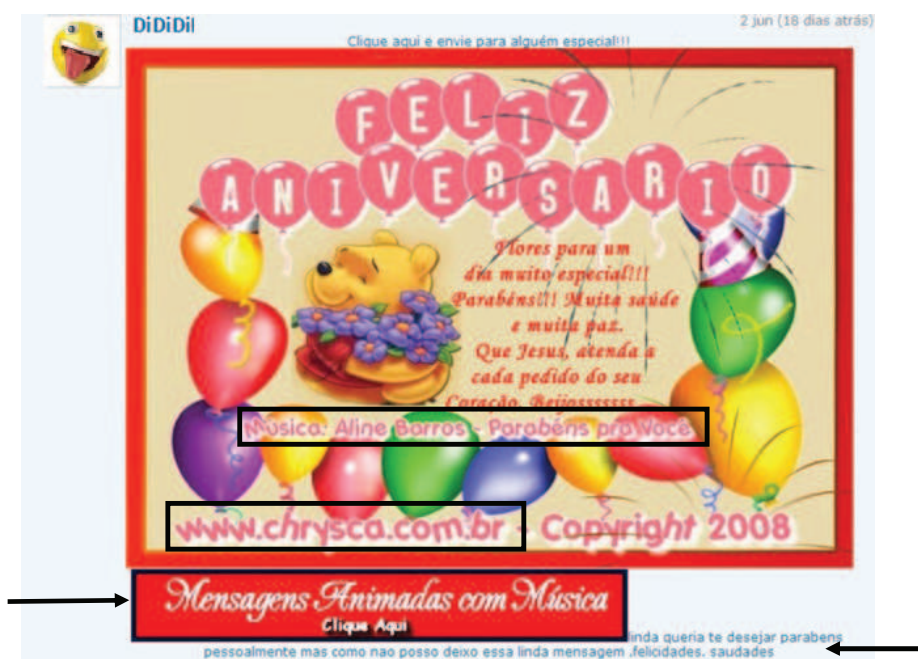 DiDiDi!
2 jun (18 dias atrás)
Clique aqui e envie para alguém especial!!!
FELIZ
ANIVERSARIO
Flores para um
dia muito especial!!!
Parabéns!!! Muita saúde
e muita paz.
Que Jesus, atenda a
cada pedido do seu
Coração. Beijosssssss
Música: Aline Barros - Parabéns pra Você
www.chrysca.com.br - Copyright 2008
Mensagens Animadas com Música
Clique Aqui
linda queria te desejar parabens
pessoalmente mas como nao posso deixo essa linda mensagem .felicidades. saudades